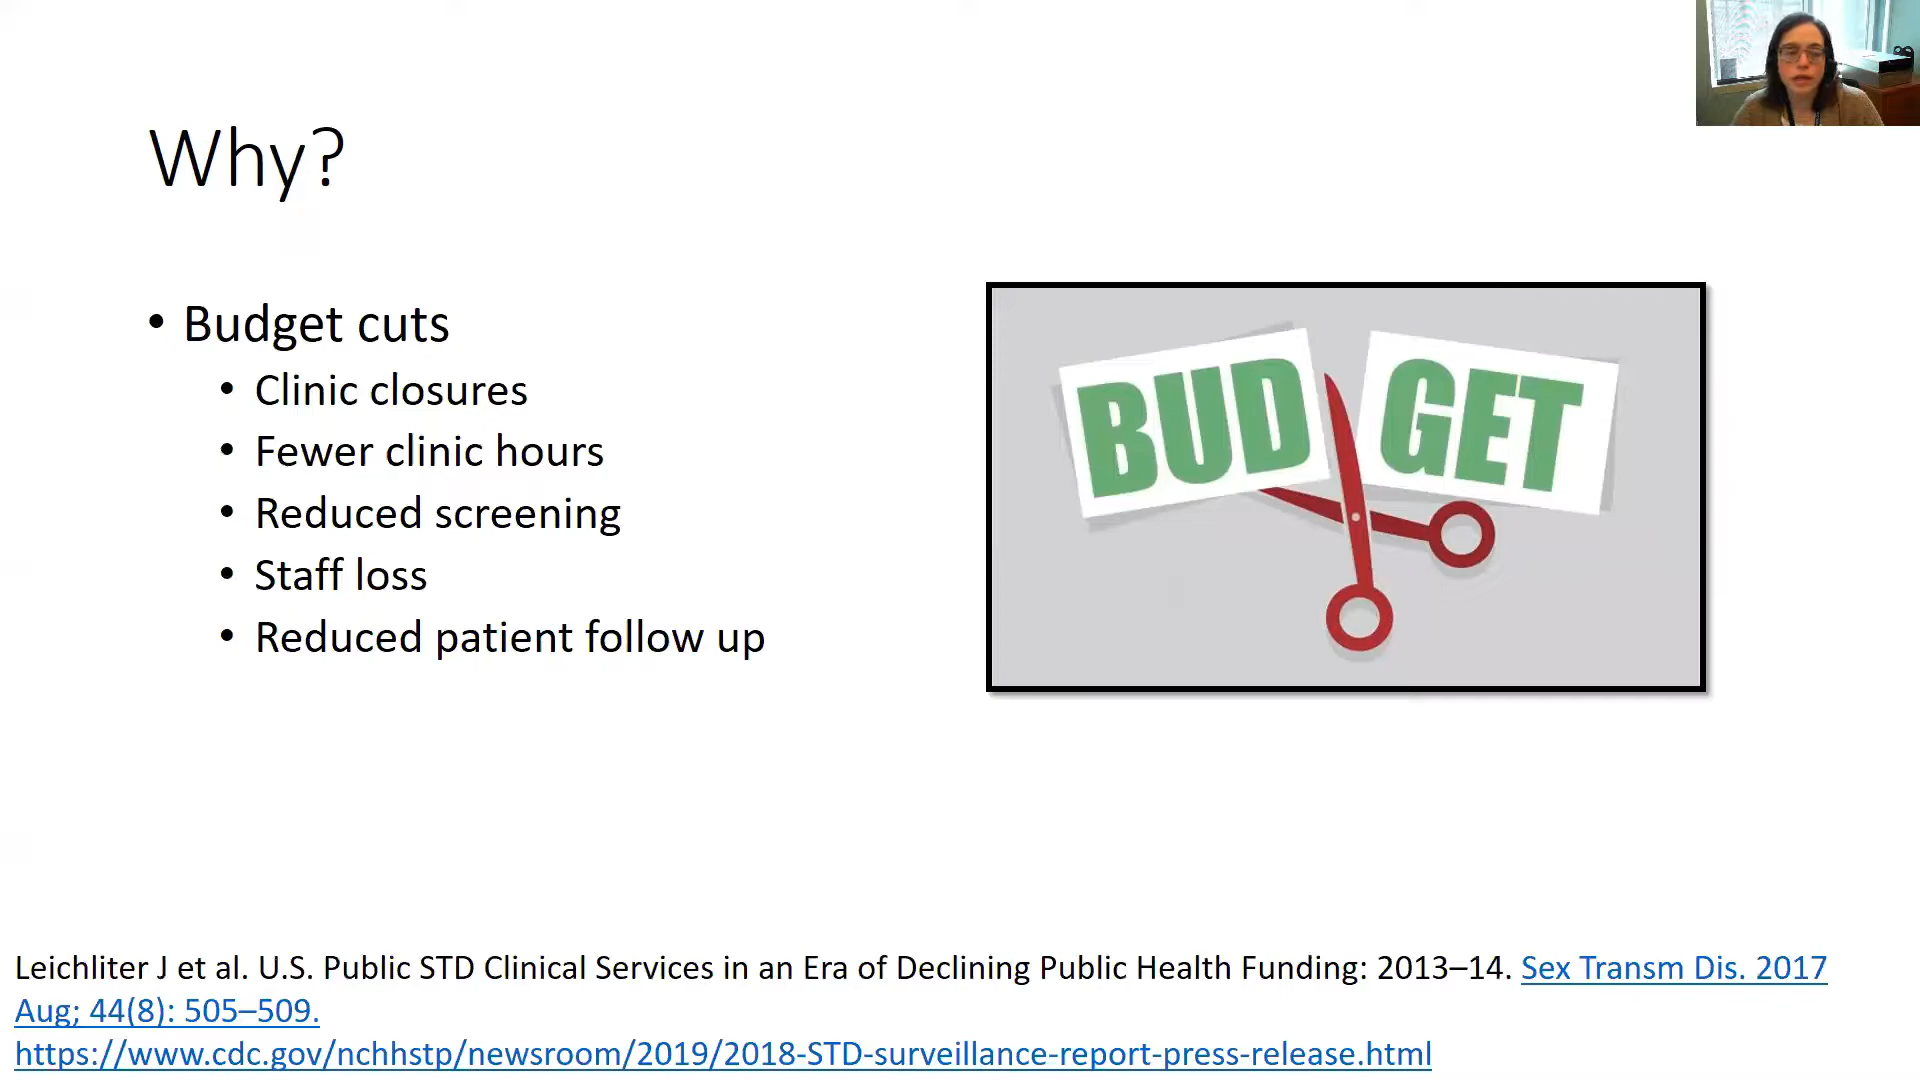 Why?
• Budget cuts
• Clinic closures
• Fewer clinic hours
• Reduced screening
• Staff loss
• Reduced patient follow up
BUDGET
Leichliter J et al. U.S. Public STD Clinical Services in an Era of Declining Public Health Funding: 2013–14. Sex Transm Dis. 2017
Aug; 44(8): 505–509.
https://www.cdc.gov/nchhstp/newsroom/2019/2018-STD-surveillance-report-press-release.html